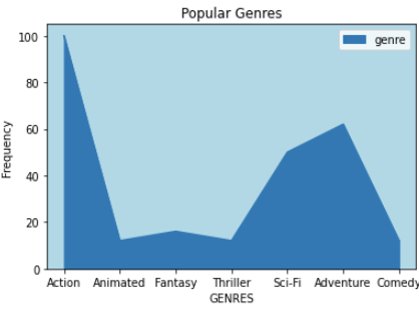 Popular Genres
genre
100
80
60
40
20
0
Frequency
Action Animated Fantasy Thriller Sci-Fi Adventure Comedy
GENRES